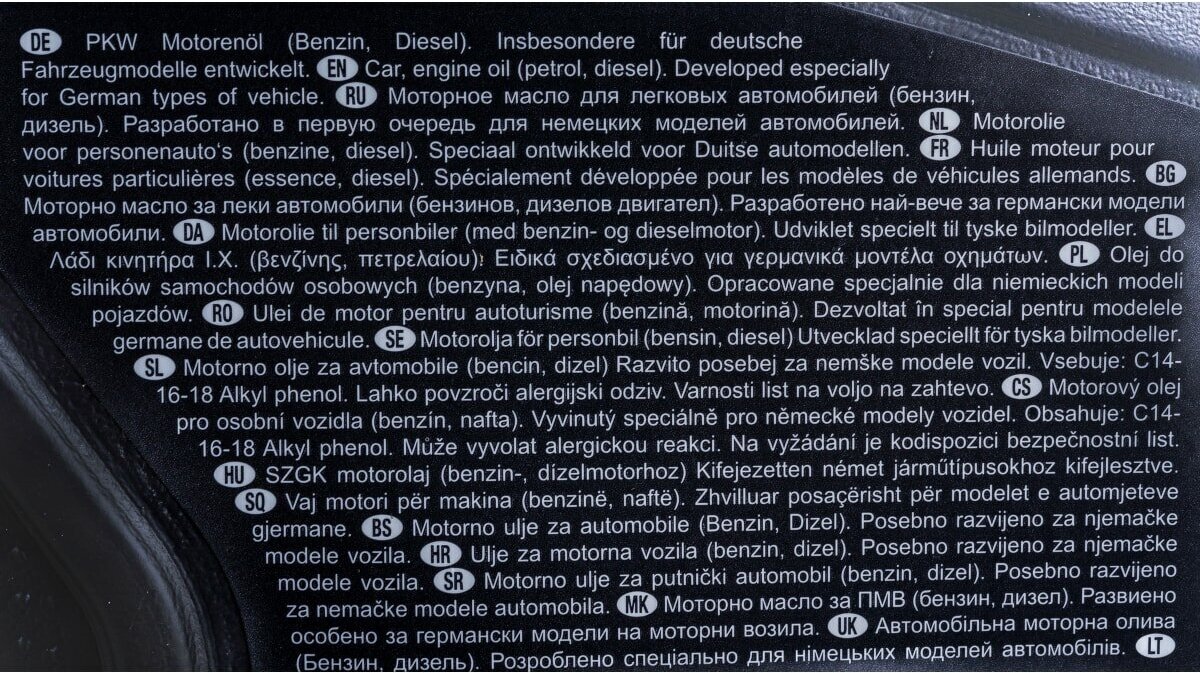 DE PKW Motorenöl (Benzin, Diesel). Insbesondere für deutsche
Fahrzeugmodelle entwickelt. EN Car, engine oil (petrol, diesel). Developed especially
for German types of vehicle. RU Моторное масло для легковых автомобилей (бензин,
дизель). Разработано в первую очередь для немецких моделей автомобилей. NL Motorolie
voor personenauto‘s (benzine, diesel). Speciaal ontwikkeld voor Duitse automodellen. FR Huile moteur pour
voitures particulières (essence, diesel). Spécialement développée pour les modèles de véhicules allemands. BG
Моторно масло за леки автомобили (бензинов, дизелов двигател). Разработено най-вече за германски модели
автомобили. DA Motorolie til personbiler (med benzin- og dieselmotor). Udviklet specielt til tyske bilmodeller. EL
Λάδι κινητήρα Ι.Χ. (βενζίνης, πετρελαίου): Ειδικά σχεδιασμένο για γερμανικά μοντέλα οχημάτων. PL Olej do
silników samochodów osobowych (benzyna, olej napędowy). Opracowane specjalnie dla niemieckich modeli
pojazdów. RO Ulei de motor pentru autoturisme (benzină, motorină). Dezvoltat în special pentru modelele
germane de autovehicule. SE Motorolja för personbil (bensin, diesel) Utvecklad speciellt för tyska bilmodeller.
SL Motorno olje za avtomobile (bencin, dizel) Razvito posebej za nemške modele vozil. Vsebuje: C14-
16-18 Alkyl phenol. Lahko povzroči alergijski odziv. Varnosti list na voljo na zahtevo. CS Motorový olej
pro osobní vozidla (benzín, nafta). Vyvinutý speciálně pro německé modely vozidel. Obsahuje: C14-
16-18 Alkyl phenol. Může vyvolat alergickou reakci. Na vyžádání je kodispozici bezpečnostní list.
HU SZGK motorolaj (benzin-, dízelmotorhoz) Kifejezetten német járműtípusokhoz kifejlesztve.
SQ Vaj motori për makina (benzinë, naftë). Zhvilluar posaçërisht për modelet e automjeteve
gjermane. BS Motorno ulje za automobile (Benzin, Dizel). Posebno razvijeno za njemačke
modele vozila. HR Ulje za motorna vozila (benzin, dizel). Posebno razvijeno za njemačke
modele vozila. SR Motorno ulje za putnički automobil (benzin, dizel). Posebno razvijeno
za nemačke modele automobila. MK Моторно масло за ПМВ (бензин, дизел). Развиено
особено за германски модели на моторни возила. UK Автомобільна моторна олива
(Бензин, дизель). Розроблено спеціально для німецьких моделей автомобілів. LT